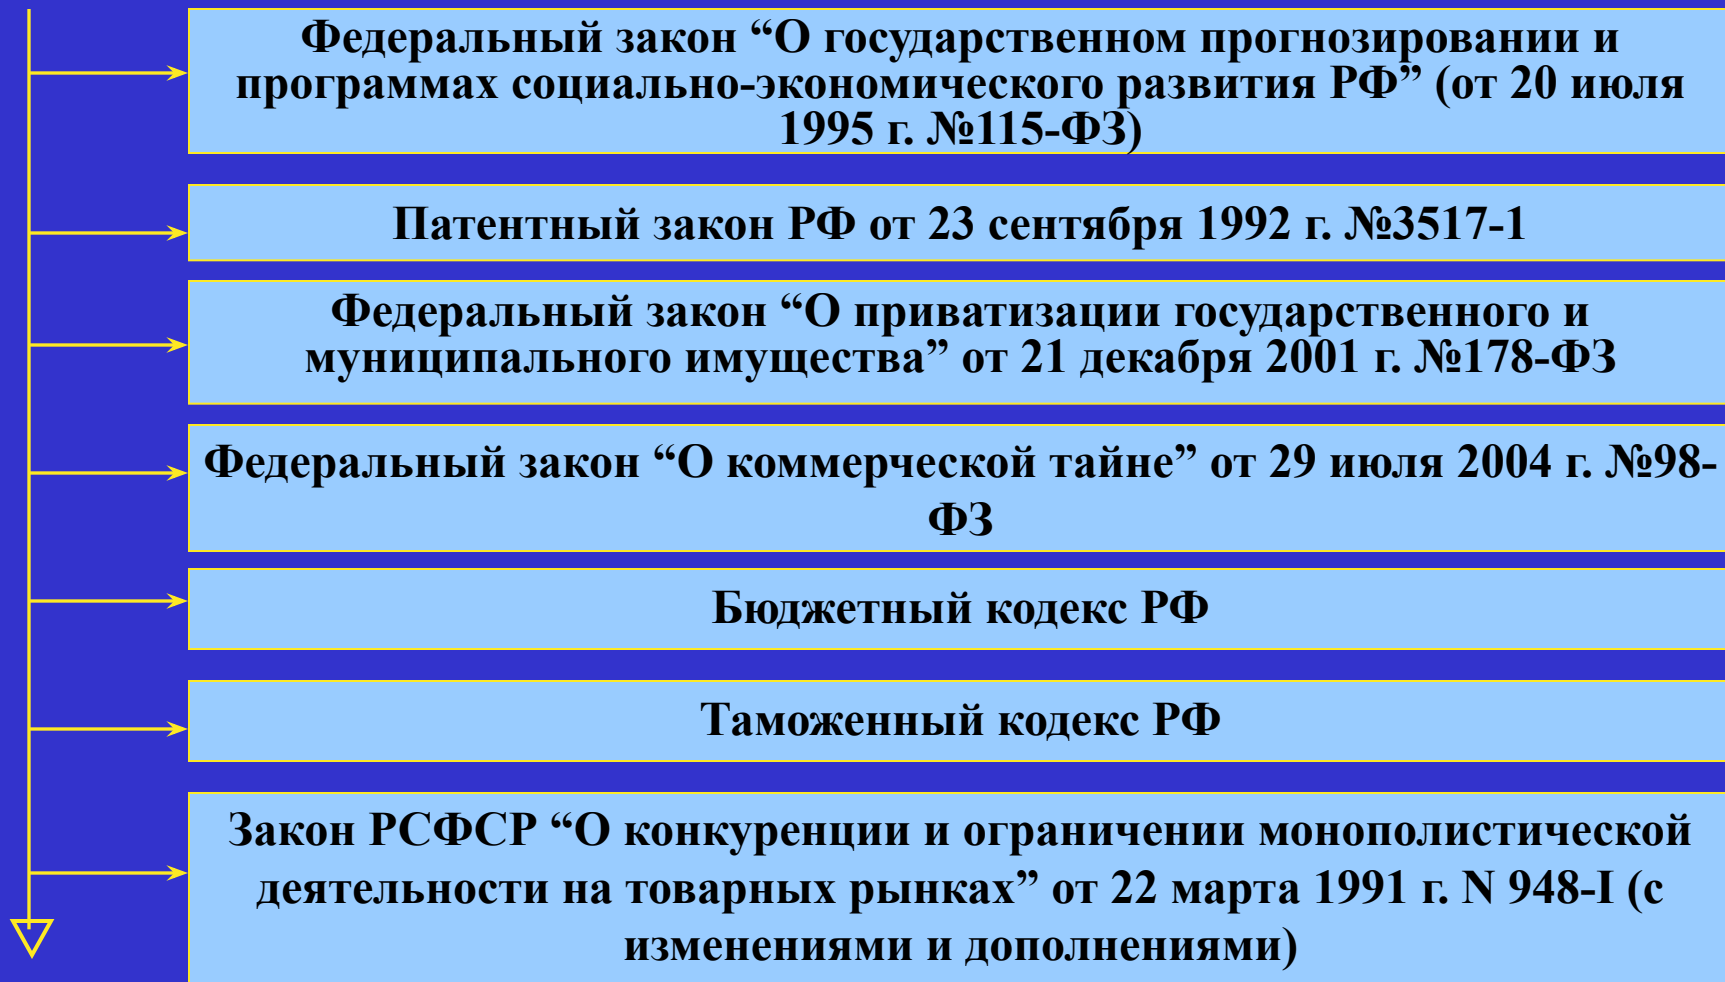 Федеральный закон “О государственном прогнозировании и
программах социально-экономического развития РФ” (от 20 июля
1995 г. №115-ФЗ)
Патентный закон РФ от 23 сентября 1992 г. №3517-1
Федеральный закон “О приватизации государственного и
муниципального имущества” от 21 декабря 2001 г. №178-ФЗ
Федеральный закон “О коммерческой тайне” от 29 июля 2004 г. №98-
ФЗ
Бюджетный кодекс РФ
Таможенный кодекс РФ
Закон РСФСР “О конкуренции и ограничении монополистической
деятельности на товарных рынках” от 22 марта 1991 г. N 948-I (с
изменениями и дополнениями)